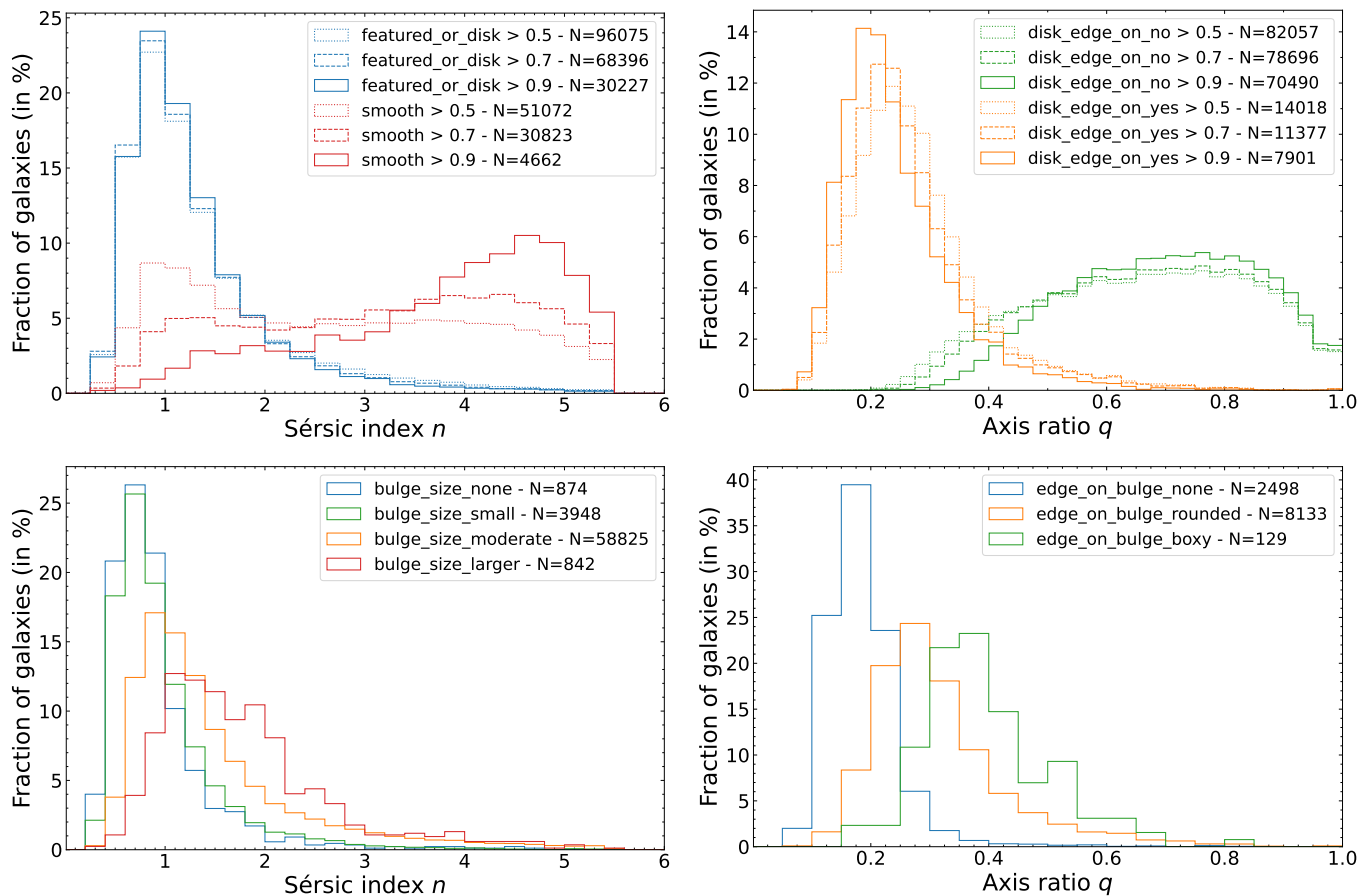 25
20
15
10
5
0
Fraction of galaxies (in %)
featured_or_disk > 0.5 - N=96075
featured_or_disk > 0.7 - N=68396
featured_or_disk > 0.9 - N=30227
smooth > 0.5 - N=51072
smooth > 0.7 - N=30823
smooth > 0.9 - N=4662
1 2 3 4 5 6
Sérsic index n
14
12
10
8
6
4
2
0
Fraction of galaxies (in %)
disk_edge_on_no > 0.5 - N=82057
disk_edge_on_no > 0.7 - N=78696
disk_edge_on_no > 0.9 - N=70490
disk_edge_on_yes > 0.5 - N=14018
disk_edge_on_yes > 0.7 - N=11377
disk_edge_on_yes > 0.9 - N=7901
0.2 0.4 0.6 0.8 1.0
Axis ratio q
25
20
15
10
5
0
Fraction of galaxies (in %)
bulge_size_none - N=874
bulge_size_small - N=3948
bulge_size_moderate - N=58825
bulge_size_larger - N=842
1 2 3 4 5 6
Sérsic index n
40
35
30
25
20
15
10
5
0
Fraction of galaxies (in %)
edge_on_bulge_none - N=2498
edge_on_bulge_rounded - N=8133
edge_on_bulge_boxy - N=129
0.2 0.4 0.6 0.8 1.0
Axis ratio q